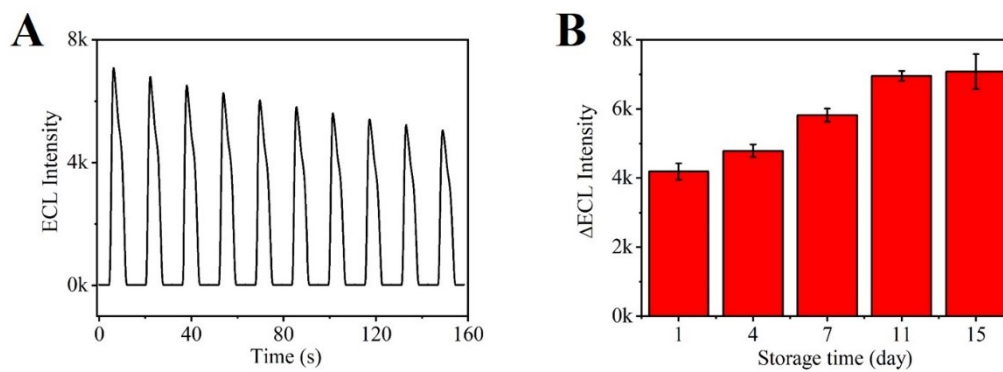 A
8k
4k
0k
ECL Intensity
0 40 80 120 160
Time (s)
B
8k
6k
4k
2k
0k
ΔECL Intensity
1 4 7 11 15
Storage time (day)